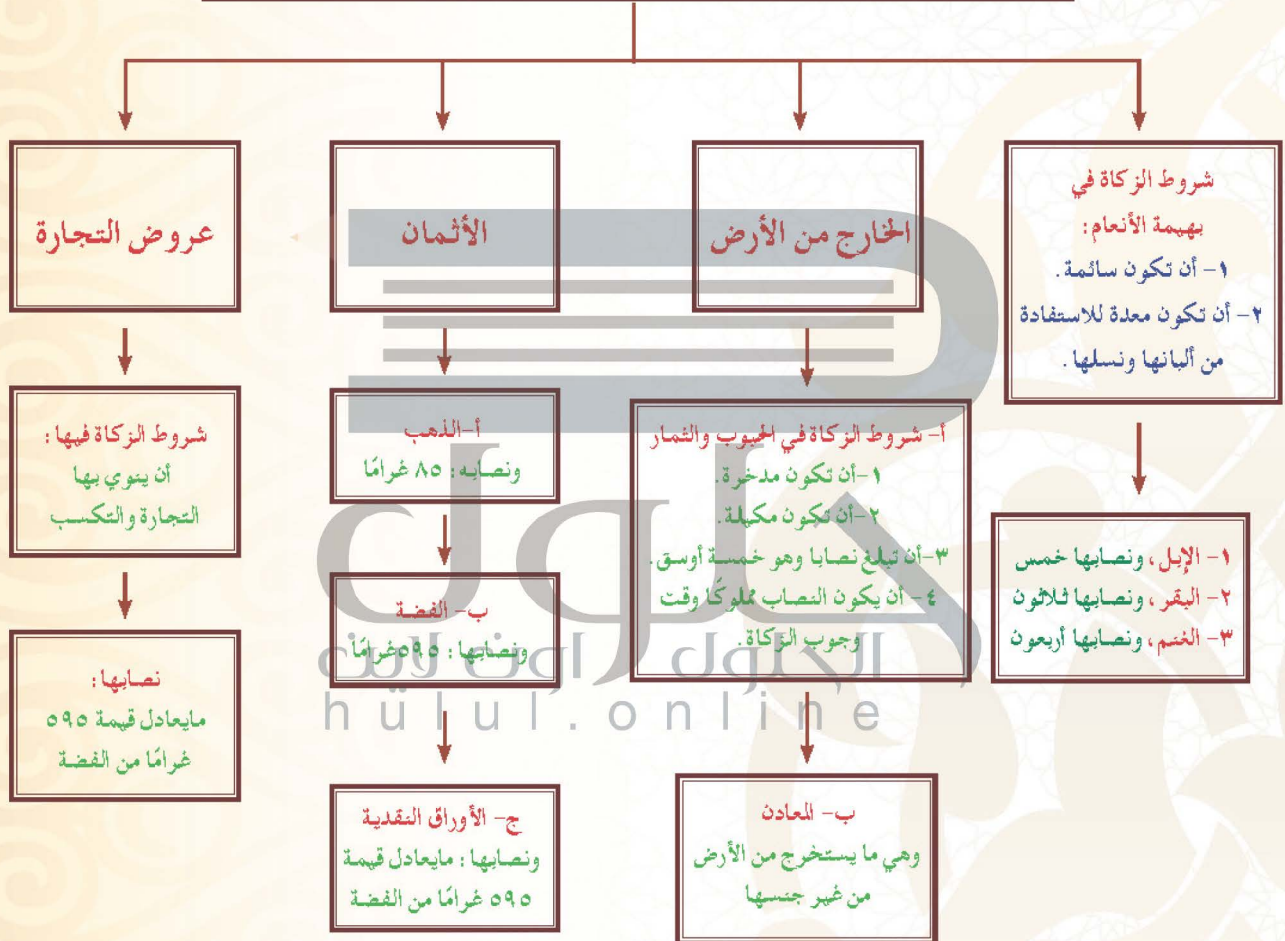 شروط الزكاة في
بهيمة الأنعام:
١- أن تكون سائمة.
٢- أن تكون معدة للاستفادة
من ألبانها ونسلها.
١- الإبل، ونصابها خمس
٢- البقر، ونصابها ثلاثون
٣- الغنم، ونصابها أربعون
الخارج من الأرض
أ- شروط الزكاة في الحبوب والثمار
١- أن تكون مدخرة.
٢- أن تكون مكيلة.
٣- أن تبلغ نصابا وهو خمسة أوسق.
٤- أن يكون النصاب مملوكًا وقت
وجوب الزكاة.
ب- المعادن
وهي ما يستخرج من الأرض
من غير جنسها
الأثمان
أ- الذهب
ونصابه: ٨٥ غرامًا
ب- الفضة
ونصابها: ٥٩٥ غرامًا
ج- الأوراق النقدية
ونصابها: مايعادل قيمة
٥٩٥ غرامًا من الفضة
عروض التجارة
شروط الزكاة فيها:
أن ينوي بها
التجارة والتكسب
نصابها:
مايعادل قيمة ٥٩٥
غرامًا من الفضة
حلول
الحلول اون لاين
hulul.online